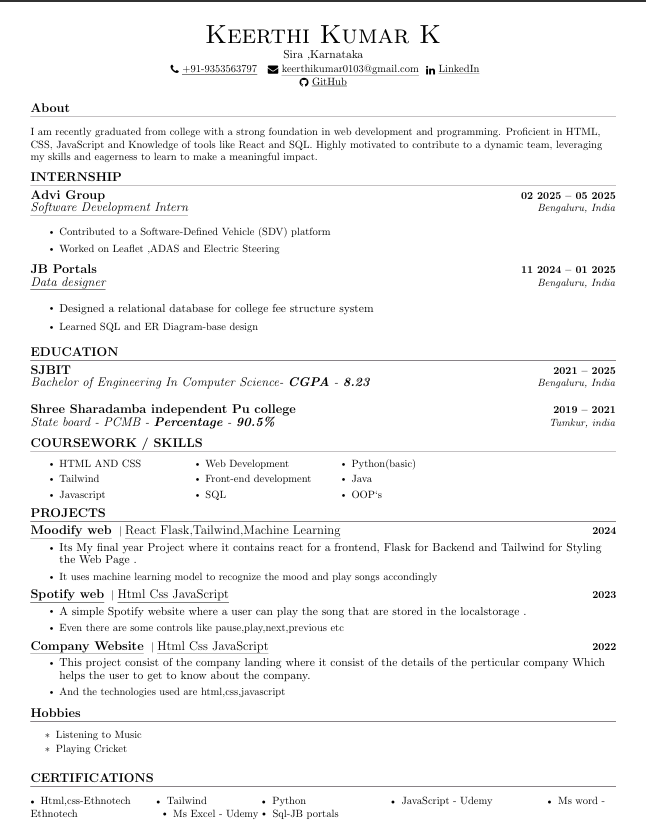 Keerthi Kumar K
Sira ,Karnataka
+91-9353563797 keerthikumar0103@gmail.com LinkedIn
GitHub
About
I am recently graduated from college with a strong foundation in web development and programming. Proficient in HTML,
CSS, JavaScript and Knowledge of tools like React and SQL. Highly motivated to contribute to a dynamic team, leveraging
my skills and eagerness to learn to make a meaningful impact.
INTERNSHIP
Advi Group 02 2025 – 05 2025
Software Development Intern Bengaluru, India
• Contributed to a Software-Defined Vehicle (SDV) platform
• Worked on Leaflet ,ADAS and Electric Steering
JB Portals 11 2024 – 01 2025
Data designer Bengaluru, India
• Designed a relational database for college fee structure system
• Learned SQL and ER Diagram-base design
EDUCATION
SJBIT 2021 – 2025
Bachelor of Engineering In Computer Science- CGPA - 8.23 Bengaluru, India
Shree Sharadamba independent Pu college 2019 – 2021
State board - PCMB - Percentage - 90.5% Tumkur, india
COURSEWORK / SKILLS
• HTML AND CSS • Web Development • Python(basic)
• Tailwind • Front-end development • Java
• Javascript • SQL • OOP‘s
PROJECTS
Moodify web | React Flask,Tailwind,Machine Learning 2024
• Its My final year Project where it contains react for a frontend, Flask for Backend and Tailwind for Styling
the Web Page .
• It uses machine learning model to recognize the mood and play songs accondingly
Spotify web | Html Css JavaScript 2023
• A simple Spotify website where a user can play the song that are stored in the localstorage .
• Even there are some controls like pause,play,next,previous etc
Company Website | Html Css JavaScript 2022
• This project consist of the company landing where it consist of the details of the perticular company Which
helps the user to get to know about the company.
• And the technologies used are html,css,javascript
Hobbies
∗ Listening to Music
∗ Playing Cricket
CERTIFICATIONS
• Html,css-Ethnotech • Tailwind • Python • JavaScript - Udemy • Ms word -
Ethnotech • Ms Excel - Udemy • Sql-JB portals